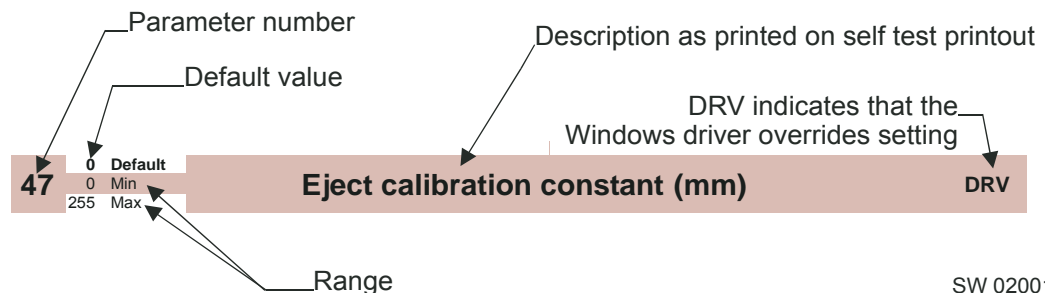 Parameter number
Description as printed on self test printout
Default value
DRV indicates that the
Windows driver overrides setting
47
0 Default
0 Min
255 Max
Eject calibration constant (mm)
DRV
Range
SW 02001